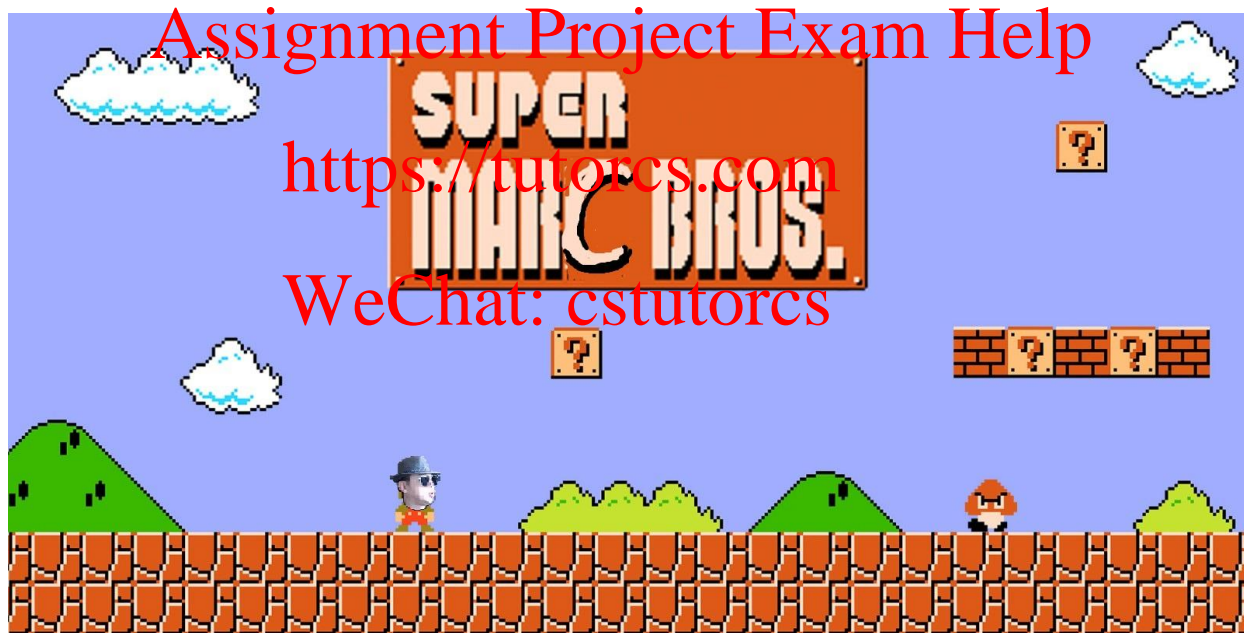 Assignment Project Exam Help
SUPER
https://tutorcs.com
MARC BROS.
WeChat: cstutorcs
?
?
? ?